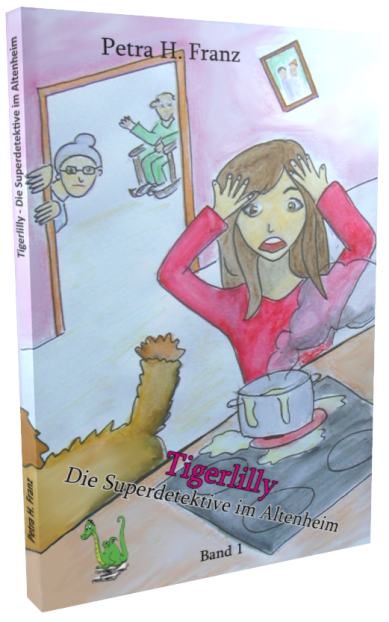 Petra H. Franz
Tigerlilly
Die Superdetektive im Altenheim
Band 1
Tigerlilly - Die Superdetektive im Altenheim
Petra H. Franz